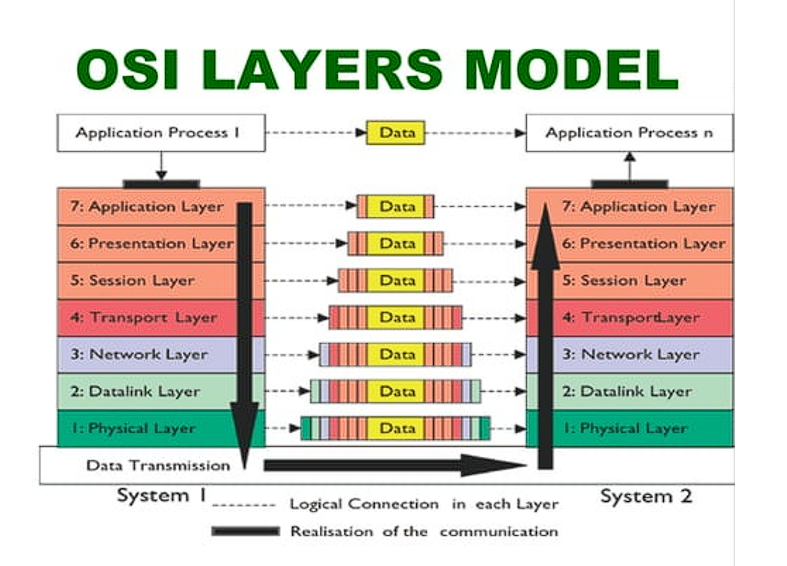 OSI LAYERS MODEL
Application Process 1 Data Application Process n
7: Application Layer Data 7: Application Layer
6: Presentation Layer Data 6: Presentation Layer
5: Session Layer Data 5: Session Layer
4: Transport Layer Data 4: TransportLayer
3: Network Layer Data 3: Network Layer
2: Datalink Layer Data 2: Datalink Layer
1: Physical Layer Data 1: Physical Layer
Data Transmission
System 1 System 2
Logical Connection in each Layer
Realisation of the communication